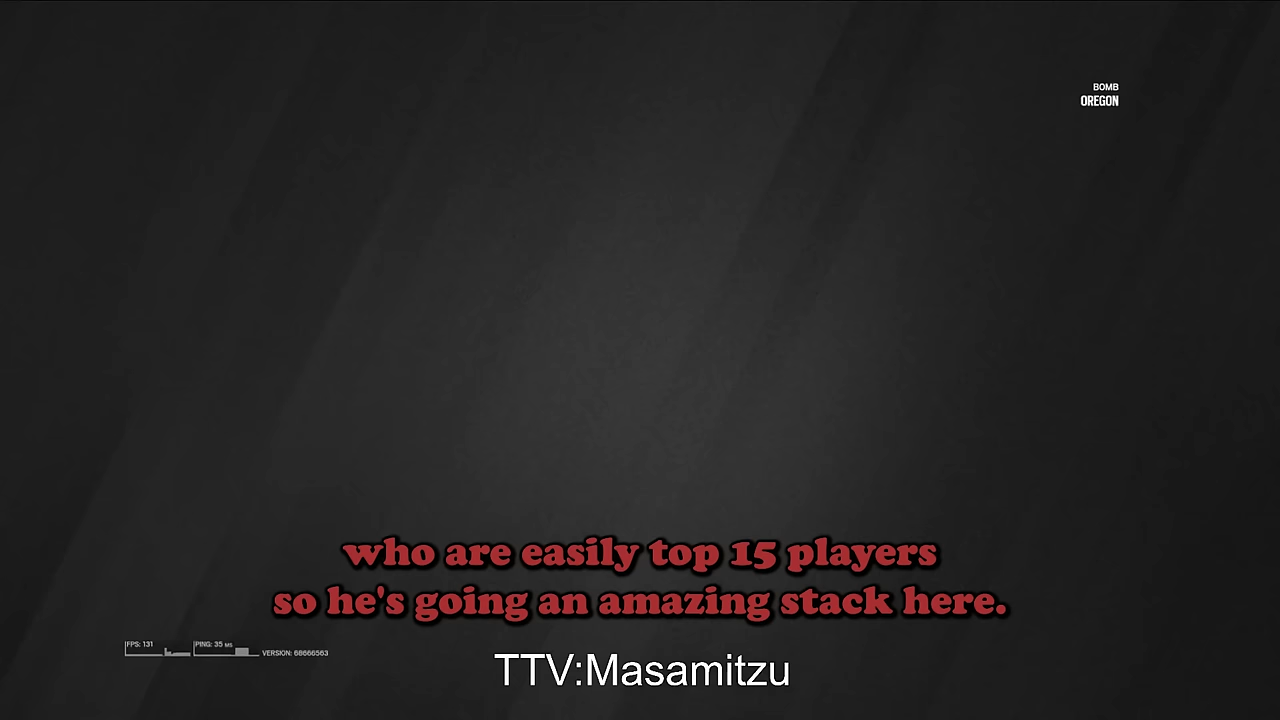 BOMB
OREGON
who are easily top 15 players
so he's going an amazing stack here.
FPS: 131 PING: 35 MS VERSION: 68666563
TTV:Masamitzu